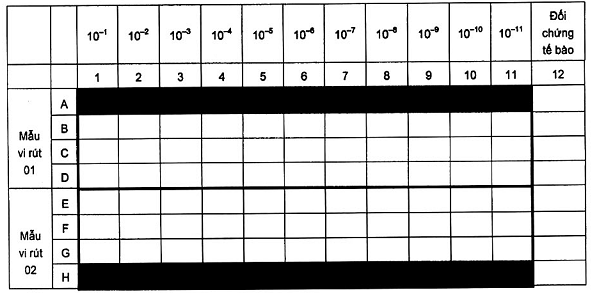 10⁻¹ 10⁻² 10⁻³ 10⁻⁴ 10⁻⁵ 10⁻⁶ 10⁻⁷ 10⁻⁸ 10⁻⁹ 10⁻¹⁰ 10⁻¹¹ Đối chứng tế bào
1 2 3 4 5 6 7 8 9 10 11 12
Mẫu vi rút 01
A
B
C
D
Mẫu vi rút 02
E
F
G
H